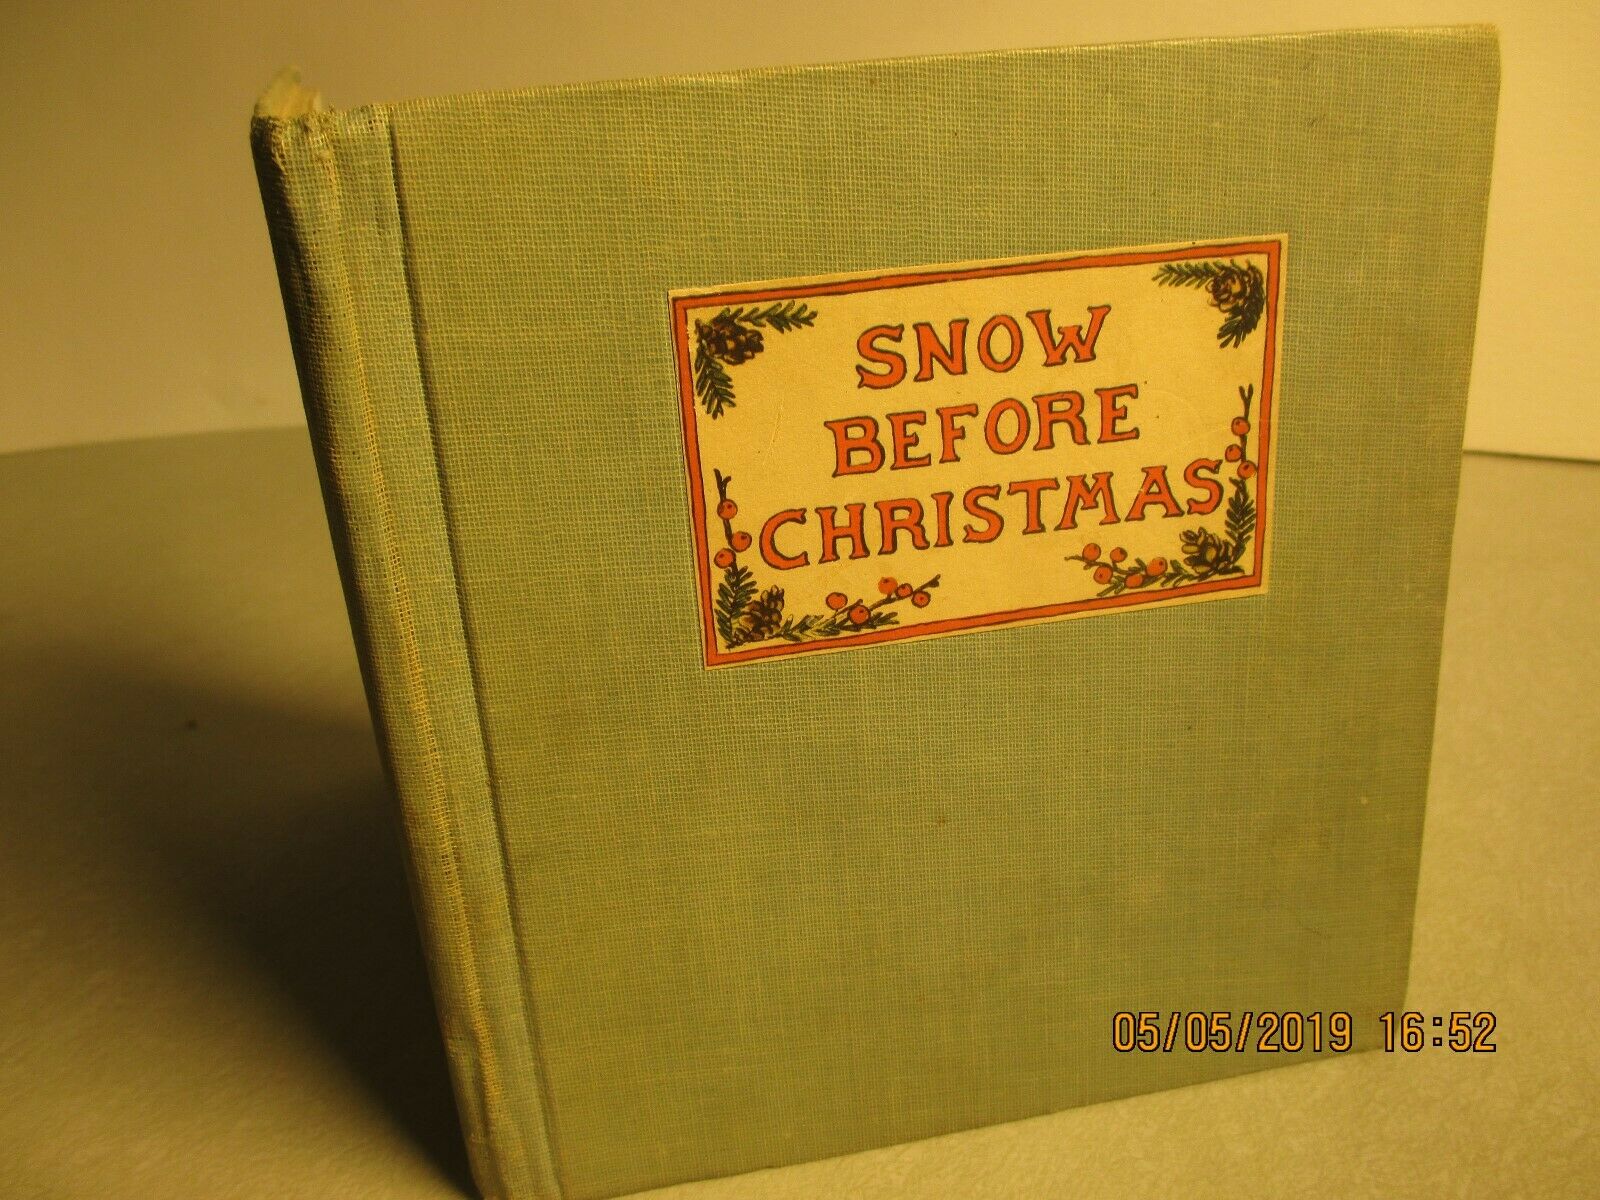 SNOW
BEFORE
CHRISTMAS
05/05/2019 16:52